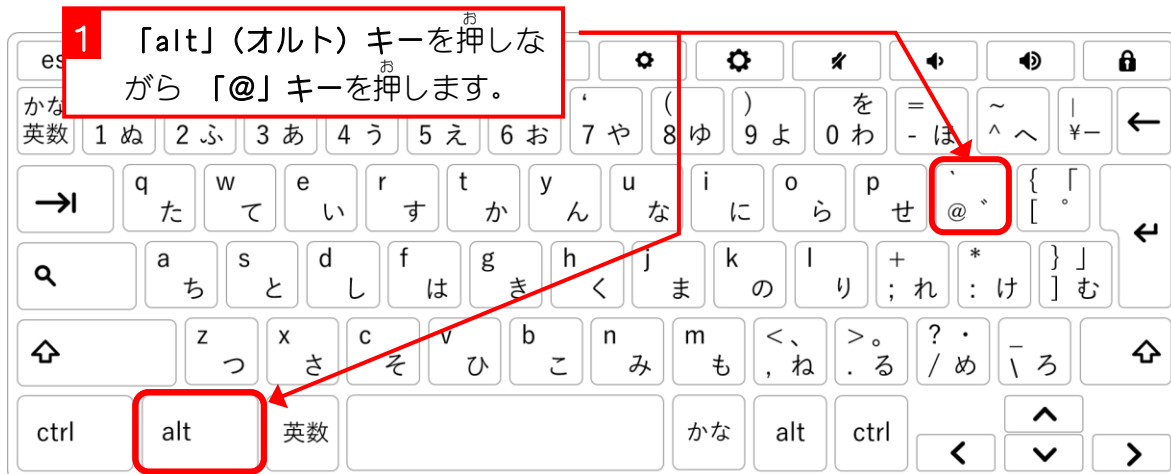 1 「alt」(オルト) キーを押しな
がら 「@」キーを押します。
お
お
es
かな
英数
1 ぬ
2 ふ
3 あ
4 う
5 え
6 お
' 7 や
( 8 ゆ
) 9 よ
を 0 わ
= - ほ
~ ^ へ
| ¥ ー
q た
w て
e い
r す
t か
y ん
u な
i に
o ら
p せ
` @ ゛
{ 「 [ ゜
a ち
s と
d し
f は
g き
h く
j ま
k の
l り
+ ; れ
* : け
} 」 ] む
z つ
x さ
c そ
v ひ
b こ
n み
m も
< 、 , ね
> 。 . る
? ・ / め
_ \ ろ
ctrl
alt
英数
かな
alt
ctrl